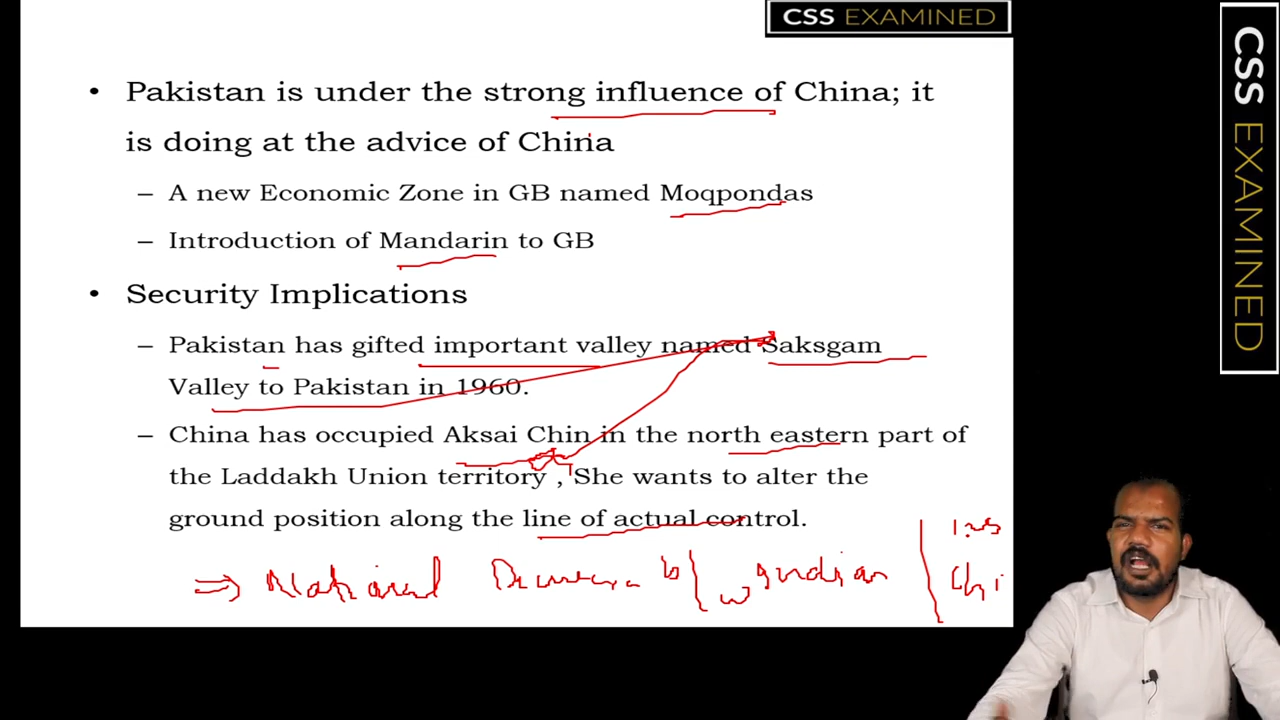 CSS EXAMINED
• Pakistan is under the strong influence of China; it
is doing at the advice of China
– A new Economic Zone in GB named Moqpondas
– Introduction of Mandarin to GB
• Security Implications
– Pakistan has gifted important valley named Saksgam
Valley to Pakistan in 1960.
– China has occupied Aksai Chin in the north eastern part of
the Laddakh Union territory , She wants to alter the
ground position along the line of actual control.
⇒ National b/w Indian
CSS EXAMINED